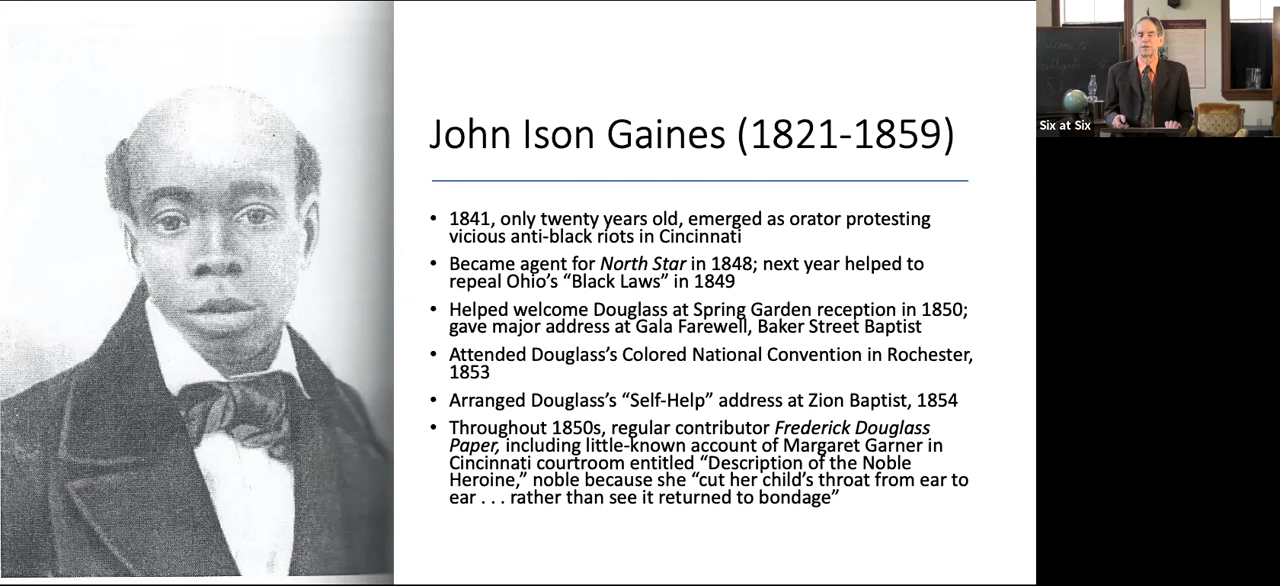 John Ison Gaines (1821-1859)
• 1841, only twenty years old, emerged as orator protesting
vicious anti-black riots in Cincinnati
• Became agent for North Star in 1848; next year helped to
repeal Ohio's “Black Laws” in 1849
• Helped welcome Douglass at Spring Garden reception in 1850;
gave major address at Gala Farewell, Baker Street Baptist
• Attended Douglass's Colored National Convention in Rochester,
1853
• Arranged Douglass's “Self-Help” address at Zion Baptist, 1854
• Throughout 1850s, regular contributor Frederick Douglass
Paper, including little-known account of Margaret Garner in
Cincinnati courtroom entitled “Description of the Noble
Heroine,” noble because she “cut her child's throat from ear to
ear . . . rather than see it returned to bondage”
Six at Six